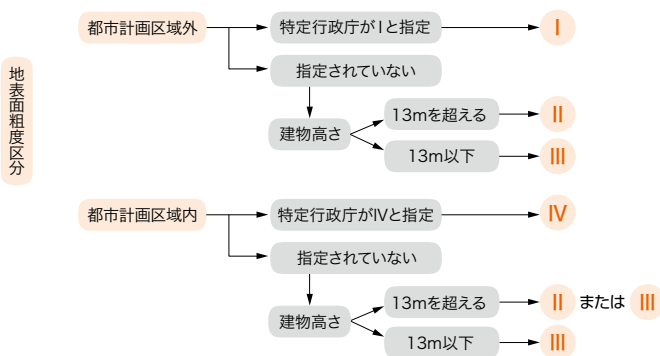 地表面粗度区分
都市計画区域外
特定行政庁がⅠと指定
Ⅰ
指定されていない
建物高さ
13mを超える
Ⅱ
13m以下
Ⅲ
都市計画区域内
特定行政庁がⅣと指定
Ⅳ
指定されていない
建物高さ
13mを超える
Ⅱ または Ⅲ
13m以下
Ⅲ